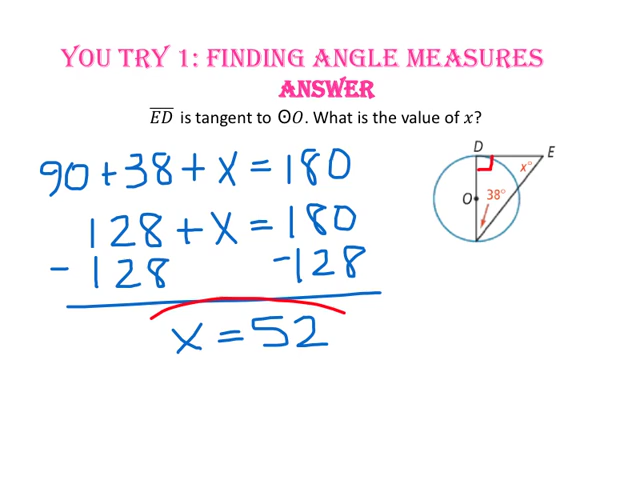 YOU TRY 1: FINDING ANGLE MEASURES
ANSWER
ED is tangent to ⊙O. What is the value of x?
90 + 38 + x = 180
128 + x = 180
- 128 -128
x = 52
D
E
x°
O
38°